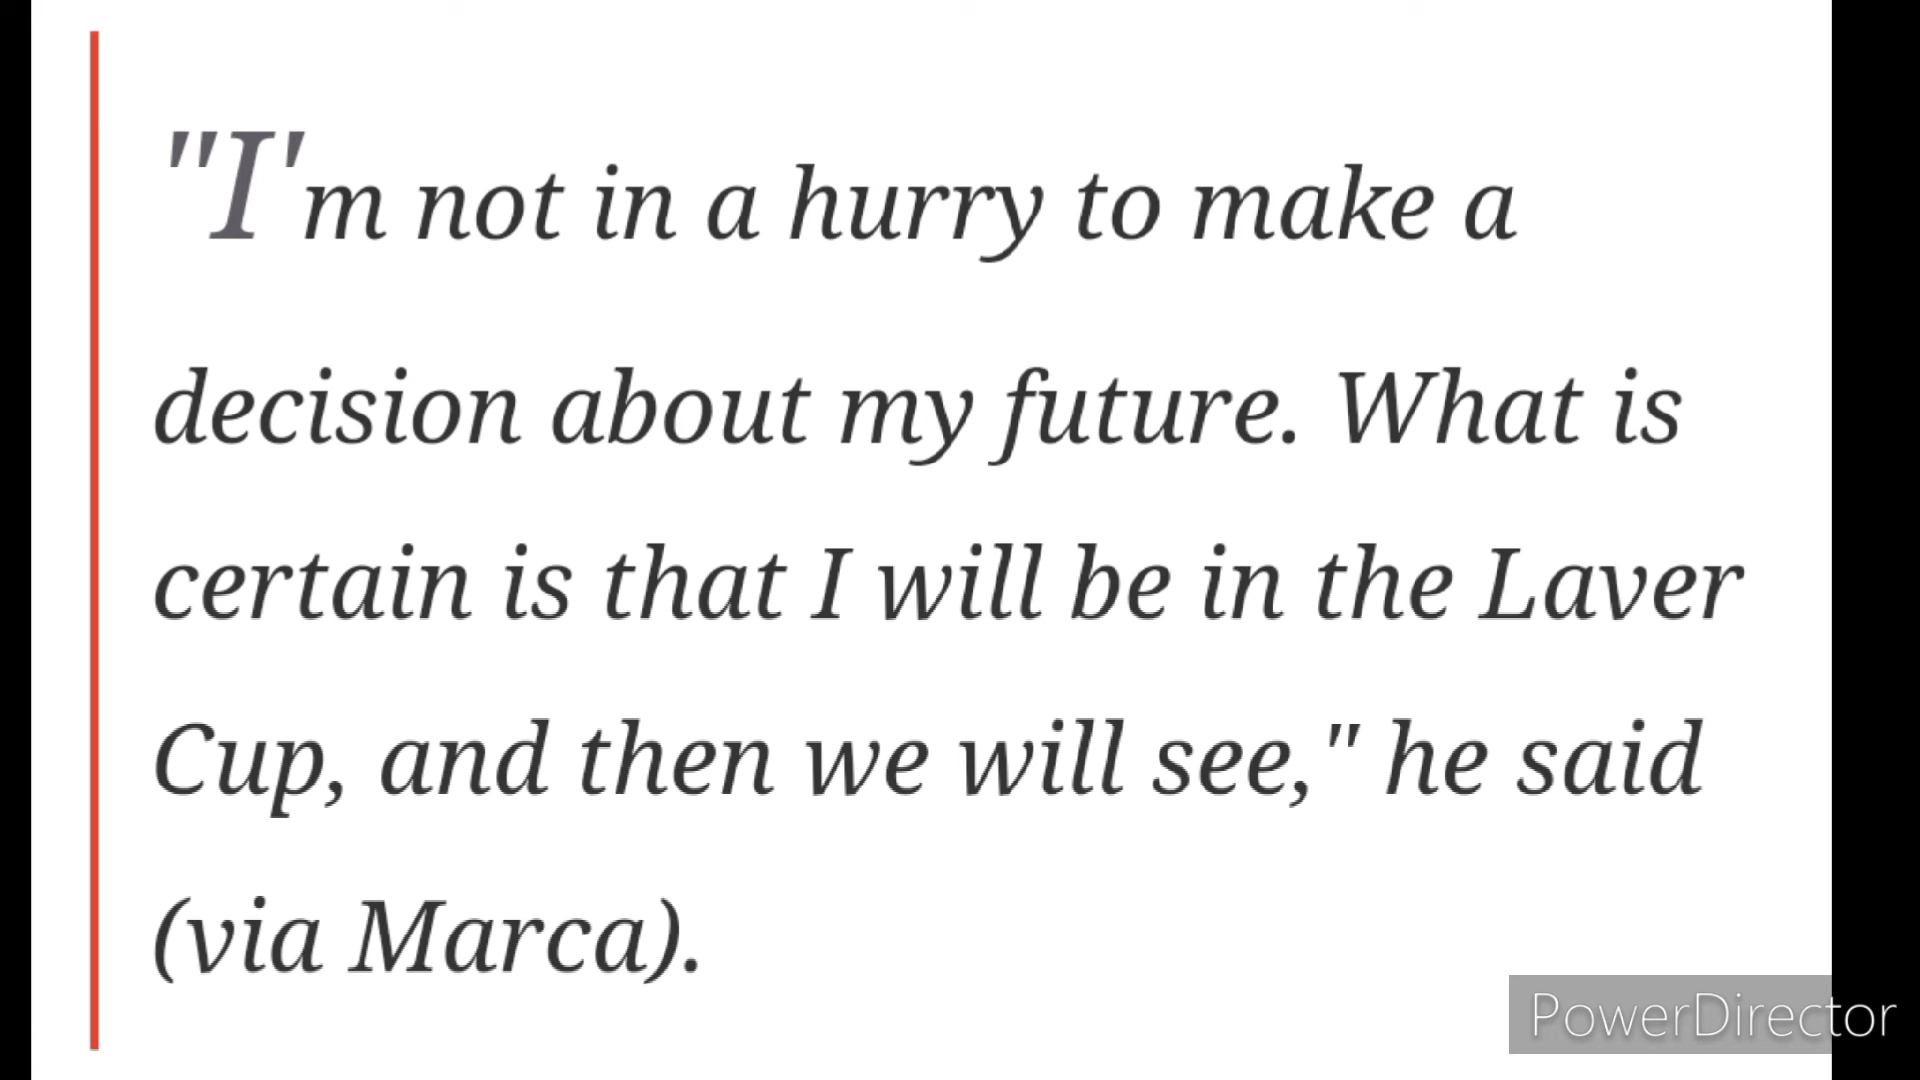 "I'm not in a hurry to make a
decision about my future. What is
certain is that I will be in the Laver
Cup, and then we will see," he said
(via Marca).
PowerDirector